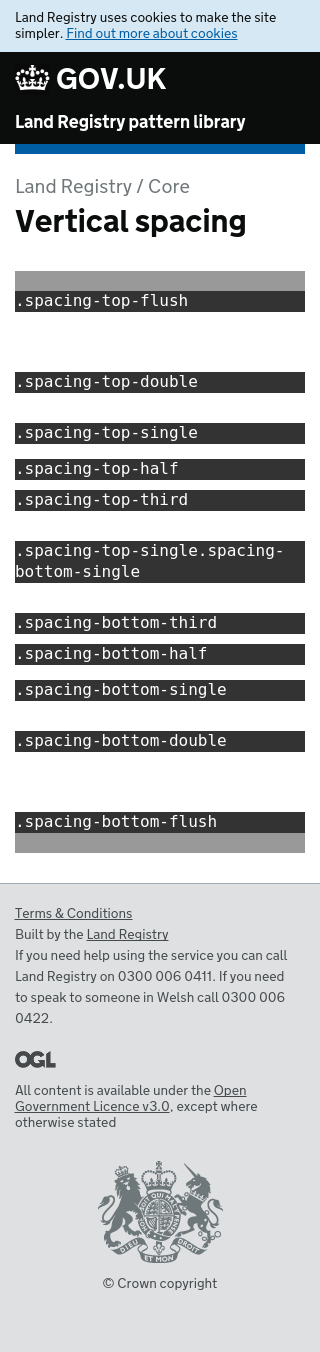 Land Registry uses cookies to make the site
simpler. Find out more about cookies
GOV.UK
Land Registry pattern library
Land Registry / Core
Vertical spacing
.spacing-top-flush
.spacing-top-double
.spacing-top-single
.spacing-top-half
.spacing-top-third
.spacing-top-single.spacing-
bottom-single
.spacing-bottom-third
.spacing-bottom-half
.spacing-bottom-single
.spacing-bottom-double
.spacing-bottom-flush
Terms & Conditions
Built by the Land Registry
If you need help using the service you can call
Land Registry on 0300 006 0411. If you need
to speak to someone in Welsh call 0300 006
0422.
OGL
All content is available under the Open
Government Licence v3.0, except where
otherwise stated
DIEU ET MON DROIT
© Crown copyright